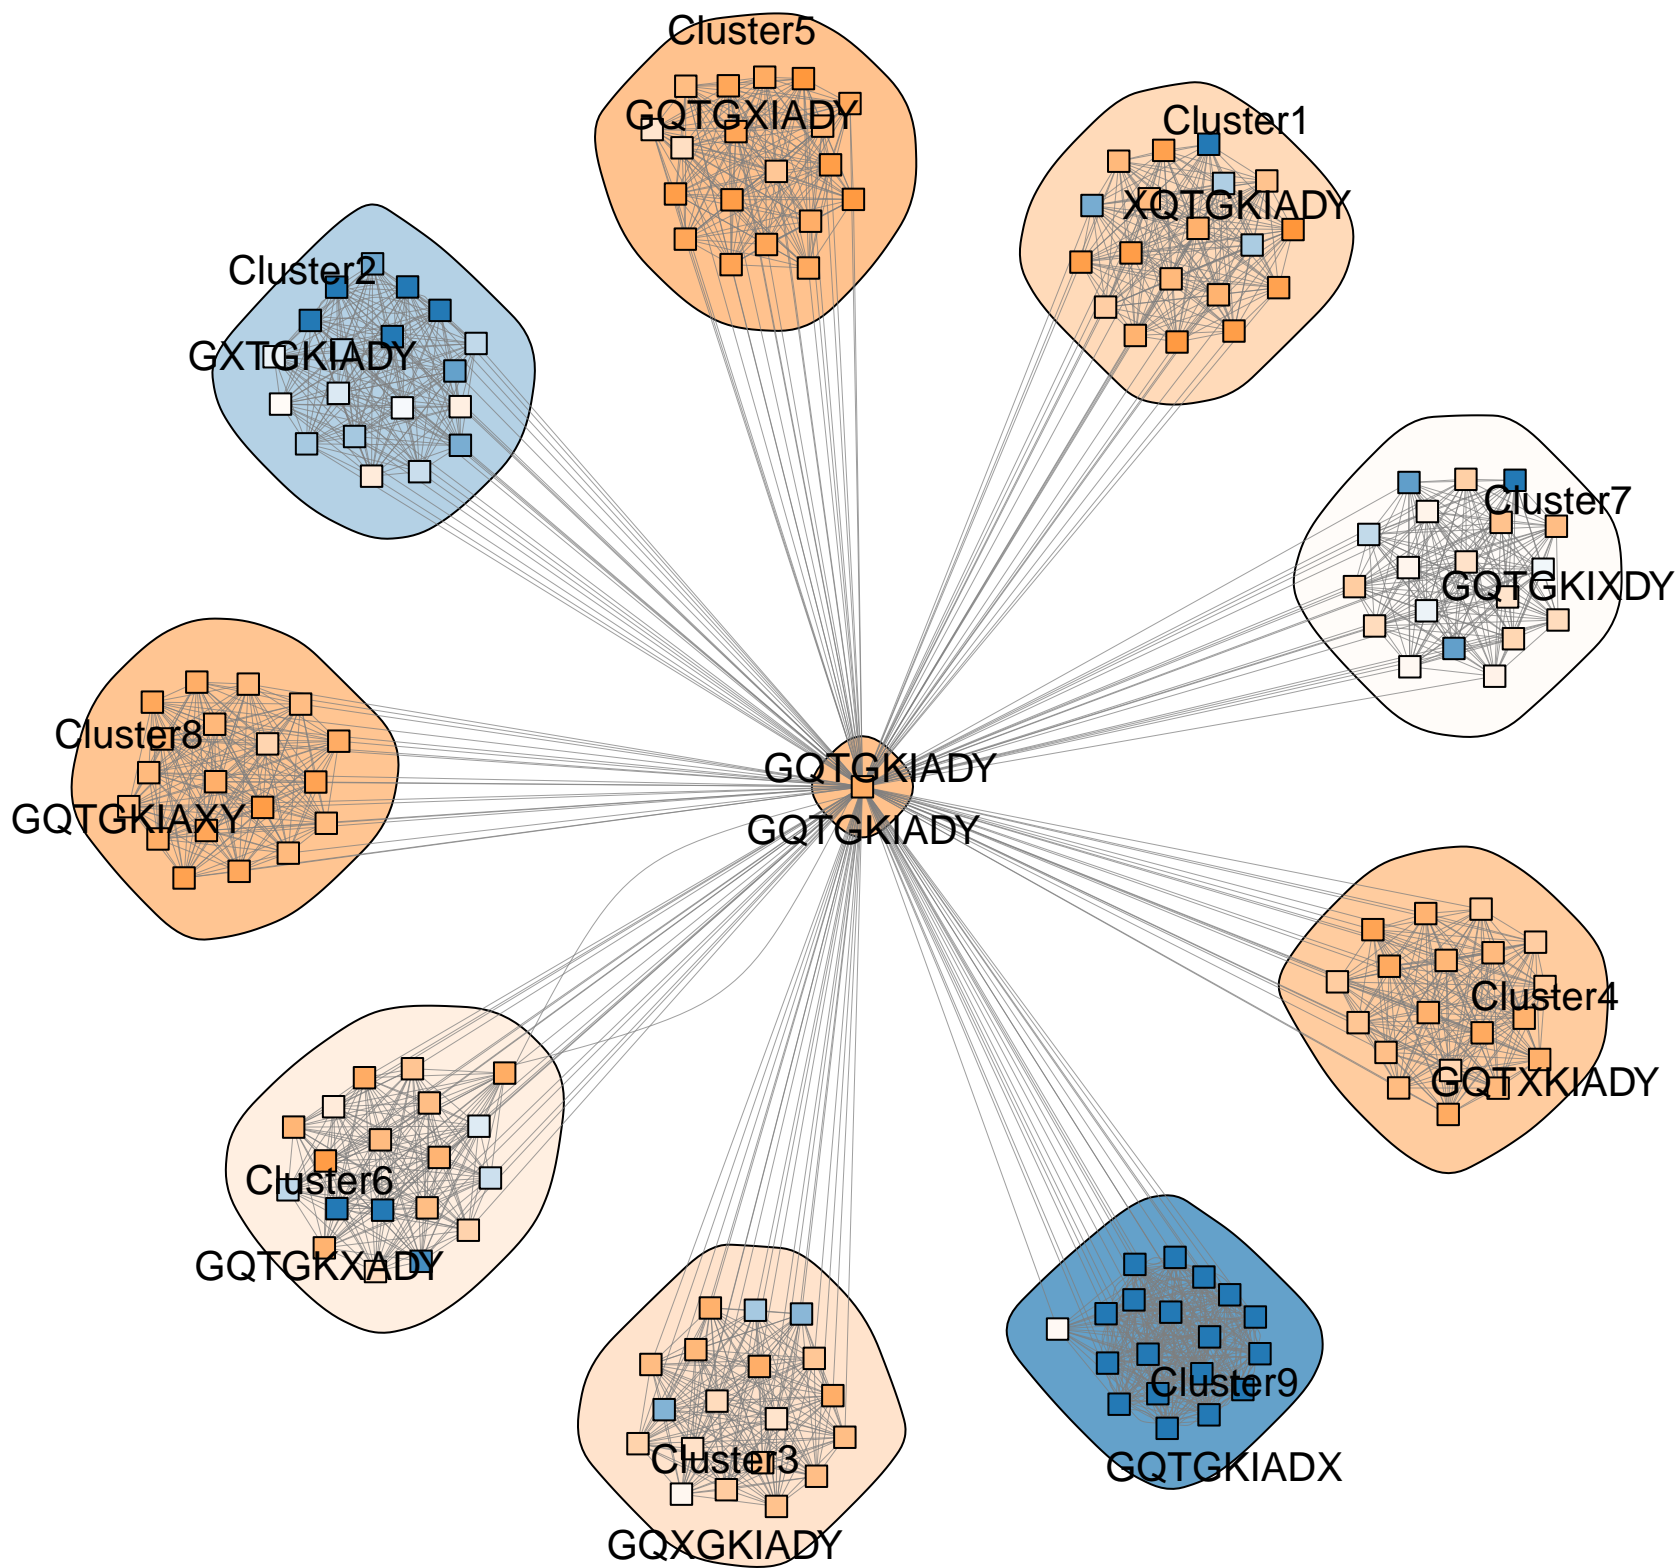 Cluster5
GQTGXIADY
Cluster1
XQTGKIADY
Cluster2
GXTGKIADY
Cluster7
GQTGKIXDY
Cluster8
GQTGKIAXY
GQTGKIADY
GQTGKIADY
Cluster4
GQTXKIADY
Cluster6
GQTGKXADY
Cluster9
GQTGKIADX
Cluster3
GQXGKIADY